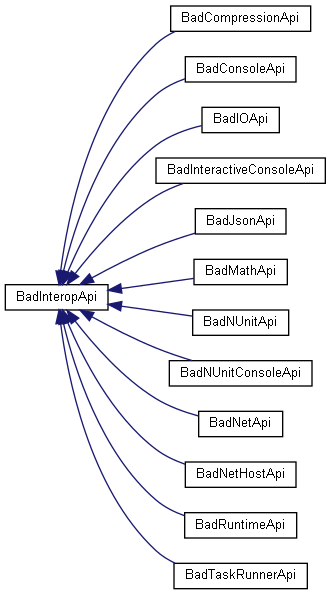 BadCompressionApi
BadConsoleApi
BadIOApi
BadInteractiveConsoleApi
BadJsonApi
BadMathApi
BadInteropApi
BadNUnitApi
BadNUnitConsoleApi
BadNetApi
BadNetHostApi
BadRuntimeApi
BadTaskRunnerApi